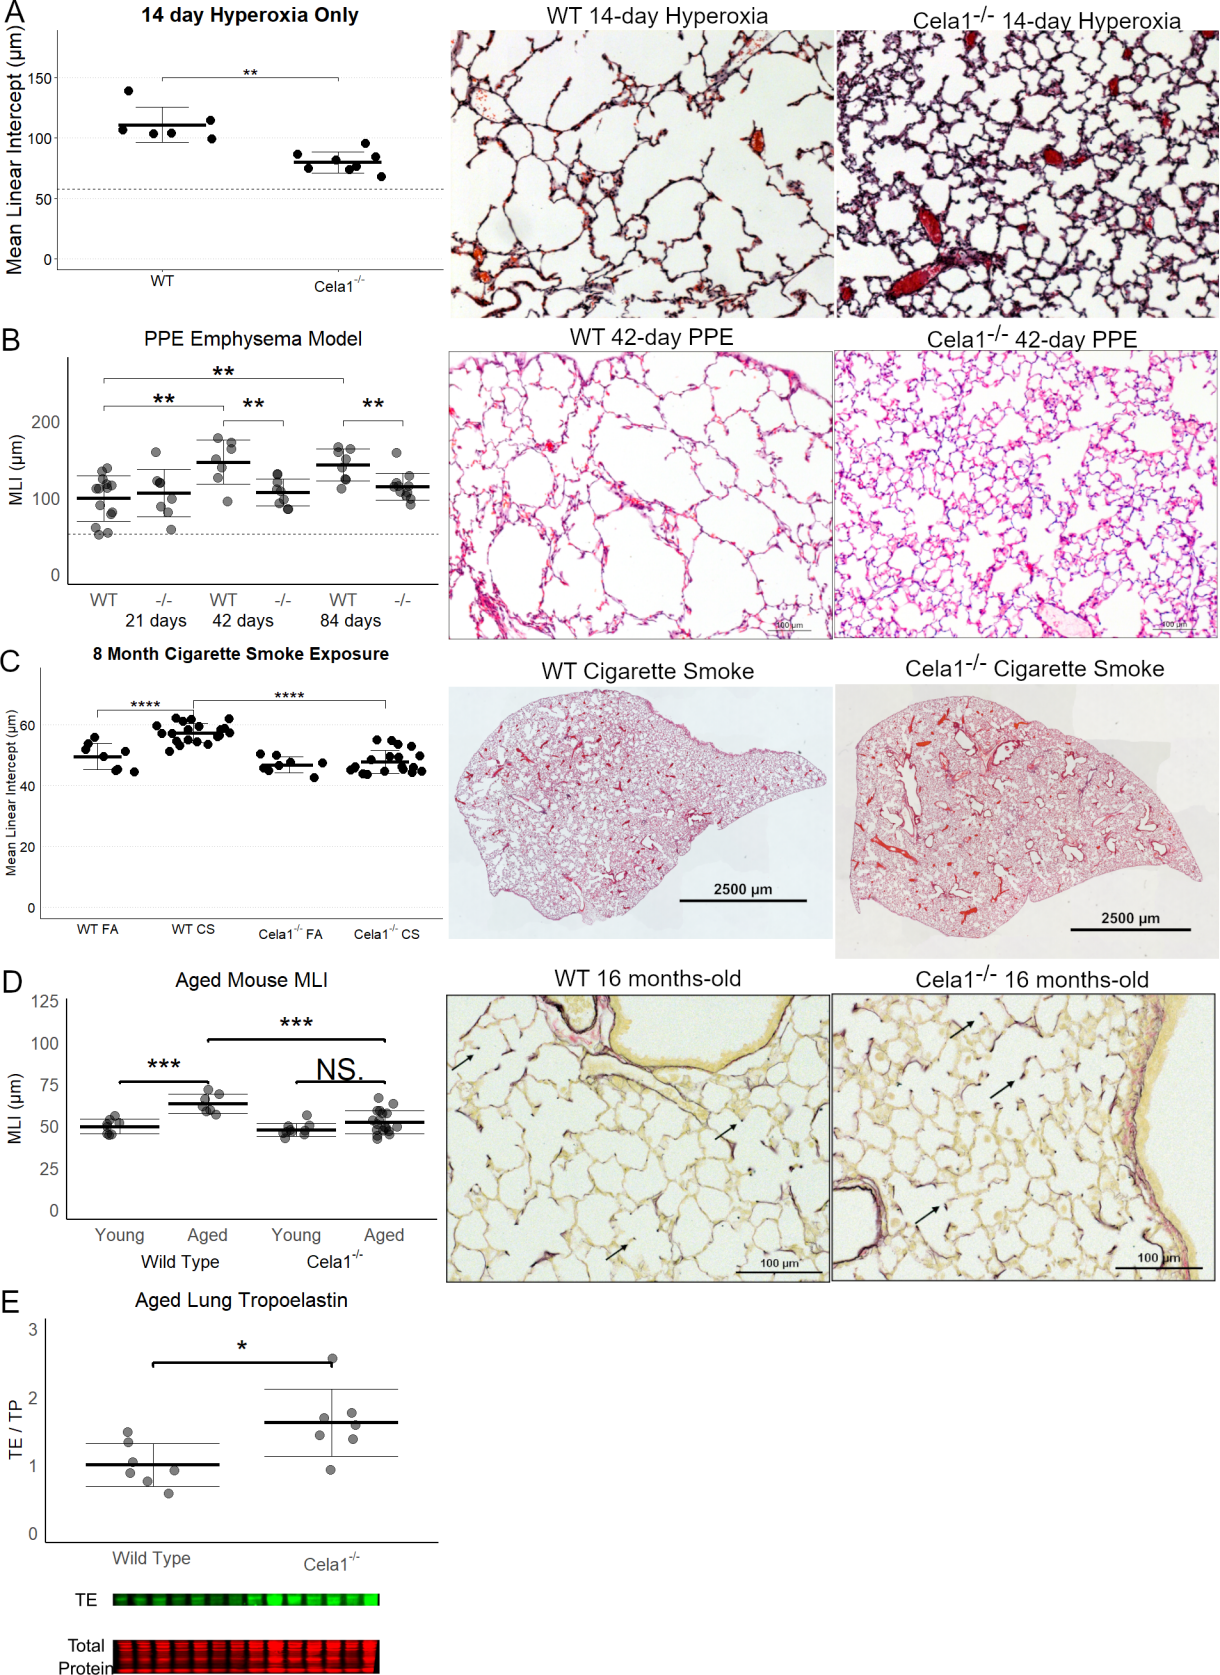 A
14 day Hyperoxia Only
WT 14-day Hyperoxia
Cela1-/- 14-day Hyperoxia
Mean Linear Intercept (µm)
150
100
50
0
**
WT
Cela1-/-
B
PPE Emphysema Model
WT 42-day PPE
Cela1-/- 42-day PPE
MLI (µm)
200
100
0
**
**
**
**
WT -/- WT -/- WT -/-
21 days 42 days 84 days
100 µm
100 µm
C
8 Month Cigarette Smoke Exposure
WT Cigarette Smoke
Cela1-/- Cigarette Smoke
Mean Linear Intercept (µm)
60
40
20
0
****
****
WT FA WT CS Cela1-/- FA Cela1-/- CS
2500 µm
2500 µm
D
Aged Mouse MLI
WT 16 months-old
Cela1-/- 16 months-old
MLI (µm)
125
100
75
50
25
0
***
***
NS.
Young Aged Young Aged
Wild Type Cela1-/-
100 µm
100 µm
E
Aged Lung Tropoelastin
TE / TP
3
2
1
0
*
Wild Type Cela1-/-
TE
Total
Protein